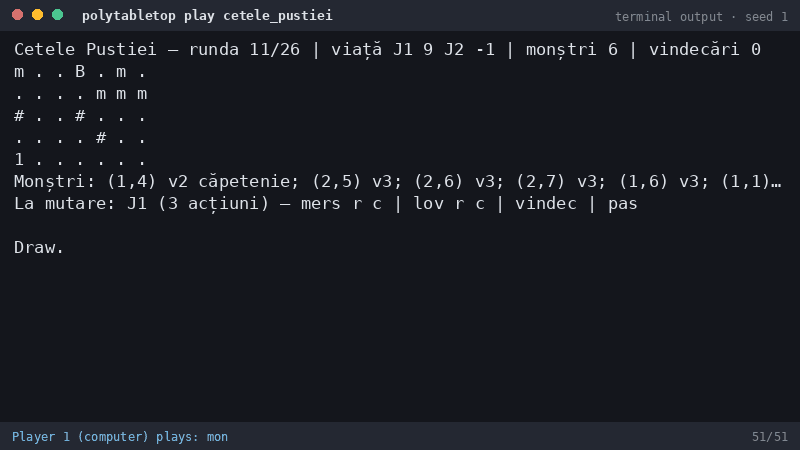 polytabletop play cetele_pustiei
terminal output · seed 1
Cetele Pustiei — runda 11/26 | viață J1 9 J2 -1 | monștri 6 | vindecări 0
m . . B . m .
. . . . m m m
# . . # . . .
. . . . # . .
1 . . . . . .
Monștri: (1,4) v2 căpetenie; (2,5) v3; (2,6) v3; (2,7) v3; (1,6) v3; (1,1)…
La mutare: J1 (3 acțiuni) — mers r c | lov r c | vindec | pas
Draw.
Player 1 (computer) plays: mon
51/51